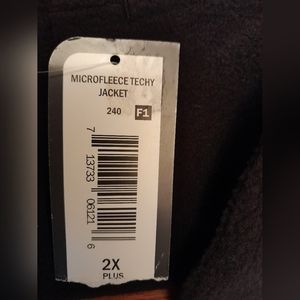 MICROFLEECE TECHY
JACKET
240 F1
7 13733 06121 6
2X
PLUS